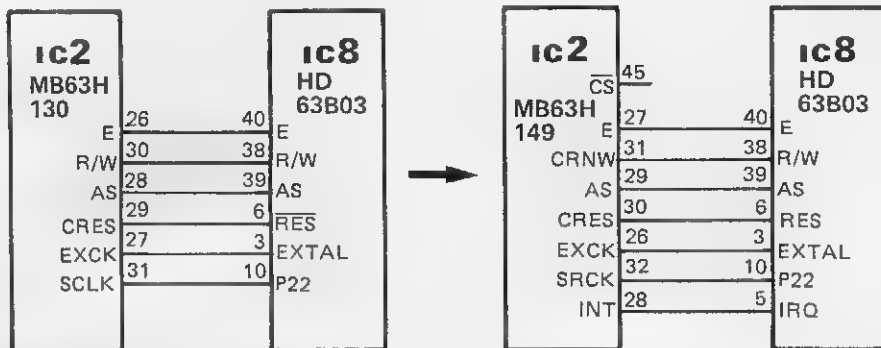 ic2
MB63H
130
ic8
HD
63B03
E 26 40 E
R/W 30 38 R/W
AS 28 39 AS
CRES 29 6 RES
EXCK 27 3 EXTAL
SCLK 31 10 P22
ic2
CS 45
MB63H
149
ic8
HD
63B03
E 27 40 E
CRNW 31 38 R/W
AS 29 39 AS
CRES 30 6 RES
EXCK 26 3 EXTAL
SRCK 32 10 P22
INT 28 5 IRQ